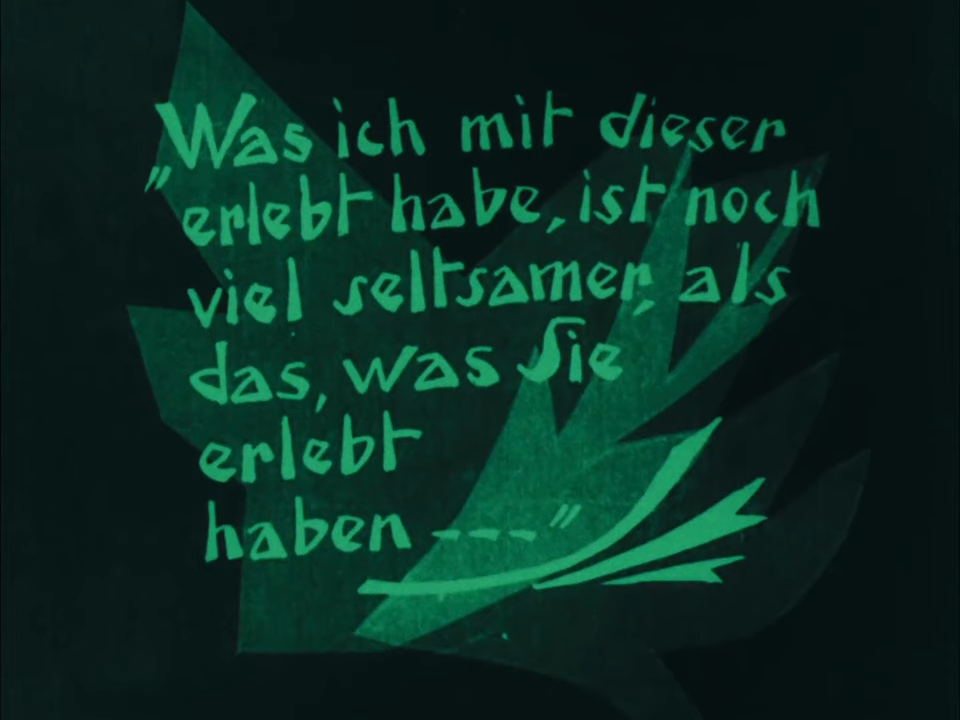 „Was ich mit dieser
erlebt habe, ist noch
viel seltsamer, als
das, was Sie
erlebt
haben ---"